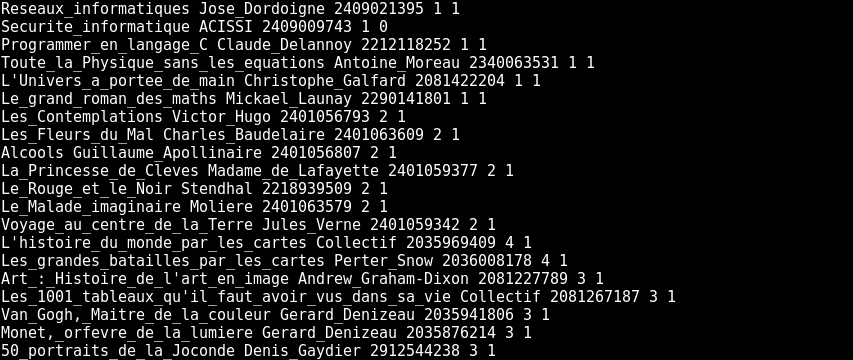 Reseaux_informatiques Jose_Dordoigne 2409021395 1 1
Securite_informatique ACISSI 2409009743 1 0
Programmer_en_langage_C Claude_Delannoy 2212118252 1 1
Toute_la_Physique_sans_les_equations Antoine_Moreau 2340063531 1 1
L'Univers_a_portee_de_main Christophe_Galfard 2081422204 1 1
Le_grand_roman_des_maths Mickael_Launay 2290141801 1 1
Les_Contemplations Victor_Hugo 2401056793 2 1
Les_Fleurs_du_Mal Charles_Baudelaire 2401063609 2 1
Alcools Guillaume_Apollinaire 2401056807 2 1
La_Princesse_de_Cleves Madame_de_Lafayette 2401059377 2 1
Le_Rouge_et_le_Noir Stendhal 2218939509 2 1
Le_Malade_imaginaire Moliere 2401063579 2 1
Voyage_au_centre_de_la_Terre Jules_Verne 2401059342 2 1
L'histoire_du_monde_par_les_cartes Collectif 2035969409 4 1
Les_grandes_batailles_par_les_cartes Perter_Snow 2036008178 4 1
Art_:_Histoire_de_l'art_en_image Andrew_Graham-Dixon 2081227789 3 1
Les_1001_tableaux_qu'il_faut_avoir_vus_dans_sa_vie Collectif 2081267187 3 1
Van_Gogh,_Maitre_de_la_couleur Gerard_Denizeau 2035941806 3 1
Monet,_orfevre_de_la_lumiere Gerard_Denizeau 2035876214 3 1
50_portraits_de_la_Joconde Denis_Gaydier 2912544238 3 1